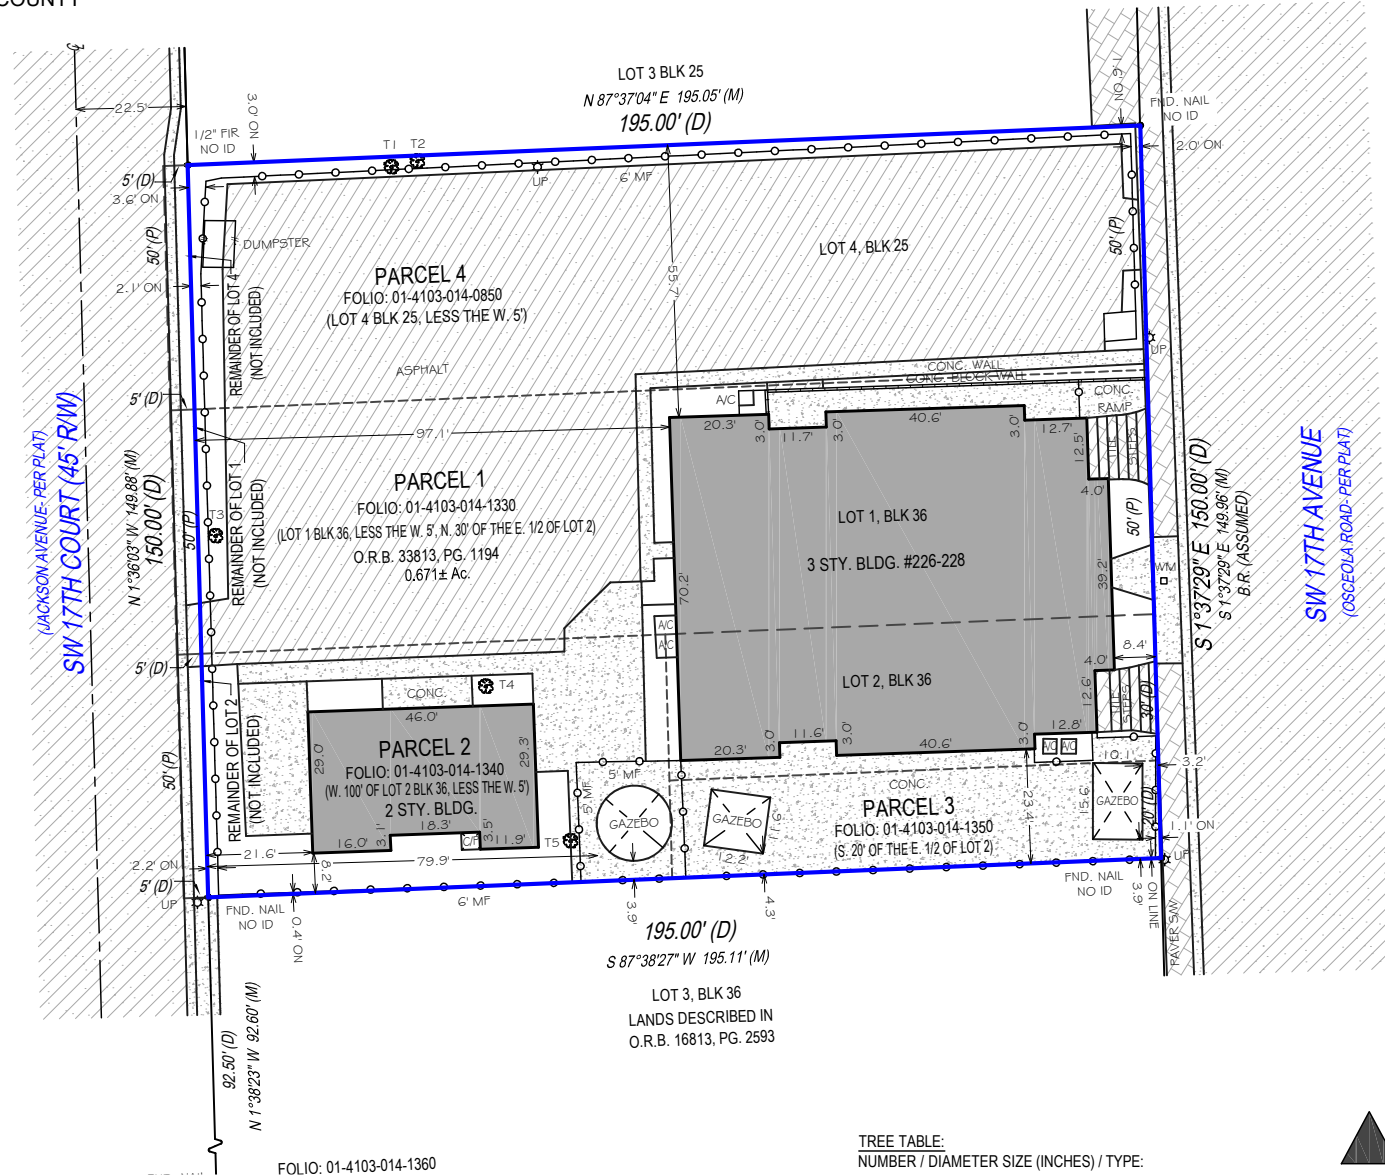 COUNTY
LOT 3 BLK 25
N 87°37'04" E 195.05' (M)
195.00' (D)
℄
22.5'
3.0' ON
1/2" FIR
NO ID
T1
T2
UP
6' MF
1.6' ON
FND. NAIL
NO ID
2.0' ON
5' (D)
3.6' ON
50' (P)
DUMPSTER
2.1' ON
REMAINDER OF LOT 4
(NOT INCLUDED)
PARCEL 4
FOLIO: 01-4103-014-0850
(LOT 4 BLK 25, LESS THE W. 5')
LOT 4, BLK 25
50' (P)
55.7'
ASPHALT
UP
CONC. WALL
CONC. BLOCK WALL
CONC.
RAMP
A/C
5' (D)
97.1'
20.3'
3.0'
11.7'
3.0'
40.6'
3.0'
12.7'
12.5'
TILE
STEPS
4.0'
(JACKSON AVENUE- PER PLAT)
SW 17TH COURT (45' R/W)
N 1°36'03" W 149.88' (M)
150.00' (D)
50' (P)
T3
REMAINDER OF LOT 1
(NOT INCLUDED)
PARCEL 1
FOLIO: 01-4103-014-1330
(LOT 1 BLK 36, LESS THE W. 5', N. 30' OF THE E. 1/2 OF LOT 2)
O.R.B. 33813, PG. 1194
0.671± Ac.
LOT 1, BLK 36
3 STY. BLDG. #226-228
70.2'
39.2'
50' (P)
WM
S 1°37'29" E 150.00' (D)
S 1°37'29" E 149.96' (M)
B.R. (ASSUMED)
SW 17TH AVENUE
(OSCEOLA ROAD- PER PLAT)
A/C
A/C
8.4'
5' (D)
4.0'
LOT 2, BLK 36
12.6'
TILE
STEPS
30' (D)
REMAINDER OF LOT 2
(NOT INCLUDED)
50' (P)
CONC.
T4
46.0'
29.0'
29.3'
PARCEL 2
FOLIO: 01-4103-014-1340
(W. 100' OF LOT 2 BLK 36, LESS THE W. 5')
2 STY. BLDG.
18.3'
16.0'
3.1'
C/P
3.5'
11.9'
T5
20.3'
3.0'
11.6'
3.0'
40.6'
3.0'
12.8'
A/C
A/C
10.1'
3.2'
5' MF
5' MF
GAZEBO
GAZEBO
11.6'
12.2'
CONC.
PARCEL 3
FOLIO: 01-4103-014-1350
(S. 20' OF THE E. 1/2 OF LOT 2)
23.4'
15.6'
GAZEBO
20' (D)
1.1' ON
2.2' ON
21.6'
8.2'
79.9'
5' (D)
UP
FND. NAIL
NO ID
0.4' ON
6' MF
3.9'
4.3'
FND. NAIL
NO ID
3.9'
ON LINE
UP
PAVER S/W
195.00' (D)
S 87°38'27" W 195.11' (M)
LOT 3, BLK 36
LANDS DESCRIBED IN
O.R.B. 16813, PG. 2593
92.50' (D)
N 1°38'23" W 92.60' (M)
FOLIO: 01-4103-014-1360
TREE TABLE:
NUMBER / DIAMETER SIZE (INCHES) / TYPE: